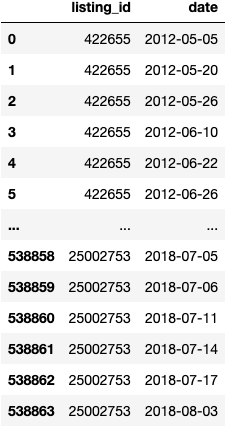 listing_id date
0 422655 2012-05-05
1 422655 2012-05-20
2 422655 2012-05-26
3 422655 2012-06-10
4 422655 2012-06-22
5 422655 2012-06-26
... ... ...
538858 25002753 2018-07-05
538859 25002753 2018-07-06
538860 25002753 2018-07-11
538861 25002753 2018-07-14
538862 25002753 2018-07-17
538863 25002753 2018-08-03